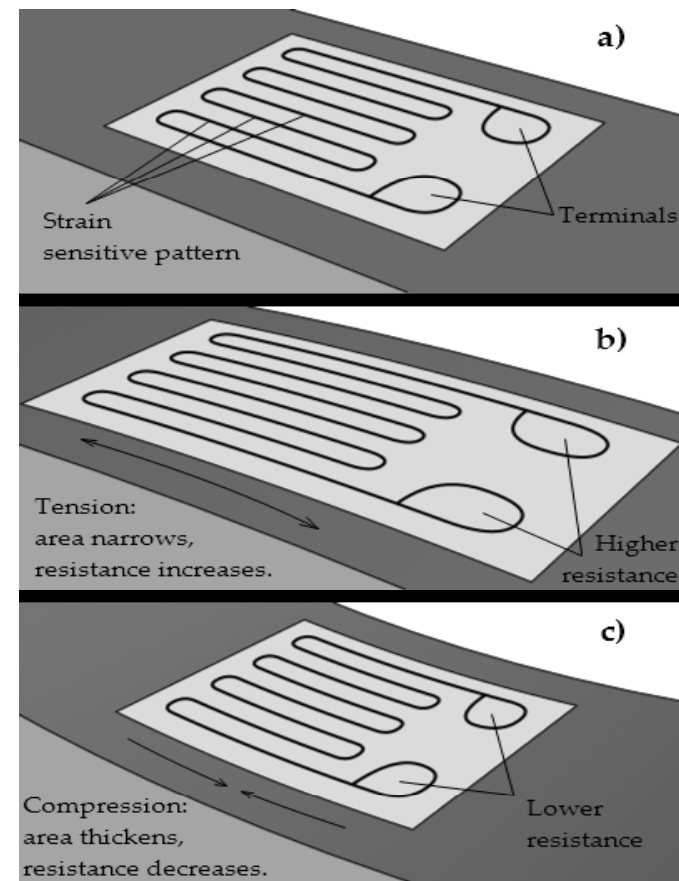 a)
Strain
sensitive pattern
Terminals
b)
Tension:
area narrows,
resistance increases.
Higher
resistance
c)
Compression:
area thickens,
resistance decreases.
Lower
resistance